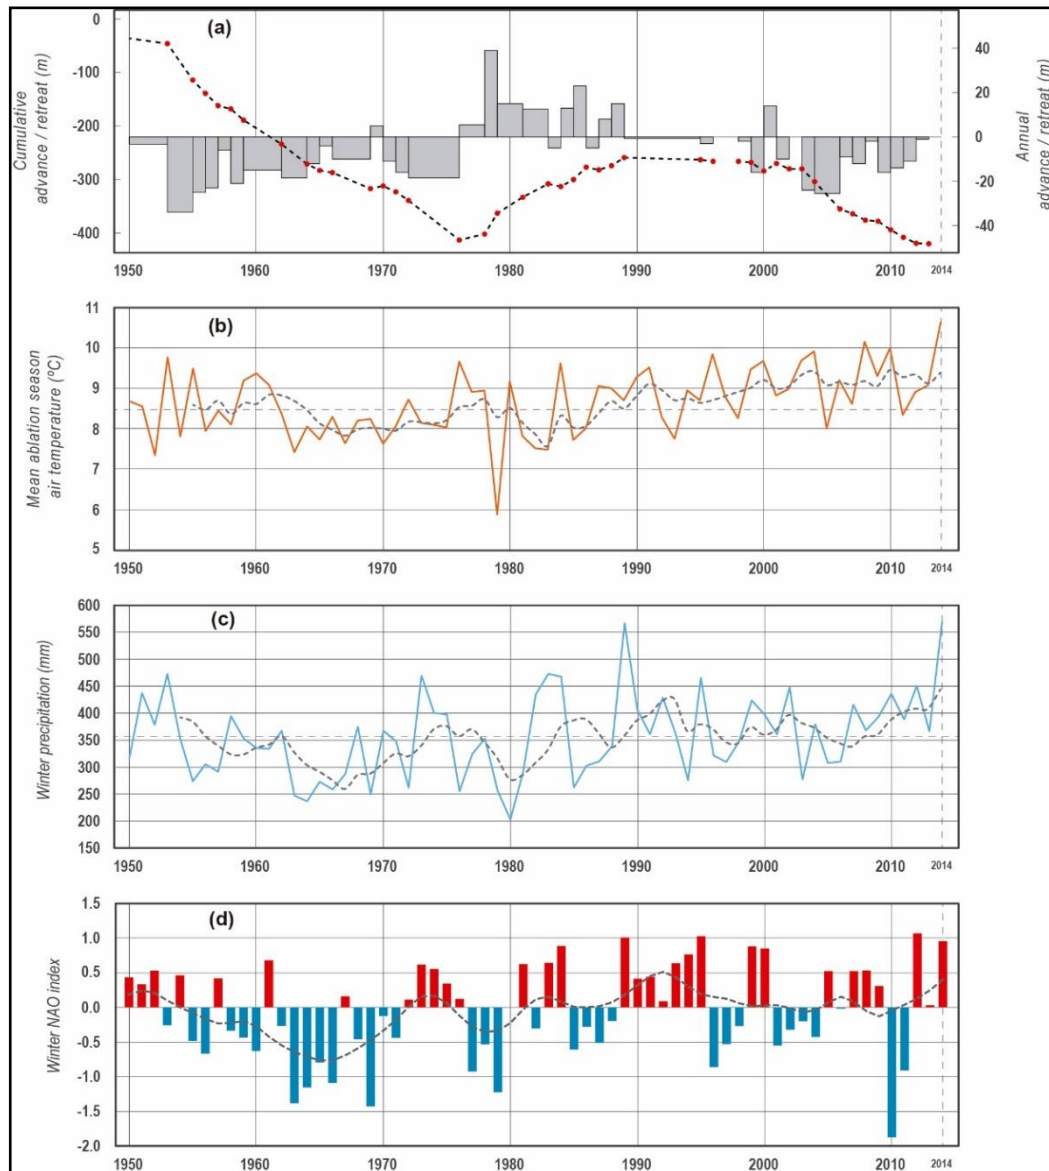 (a)
Cumulative
advance / retreat (m)
0
-100
-200
-300
-400
40
20
0
-20
-40
Annual
advance / retreat (m)
1950 1960 1970 1980 1990 2000 2010 2014
(b)
Mean ablation season
air temperature (ºC)
11
10
9
8
7
6
5
1950 1960 1970 1980 1990 2000 2010 2014
(c)
Winter precipitation (mm)
600
550
500
450
400
350
300
250
200
150
1950 1960 1970 1980 1990 2000 2010 2014
(d)
Winter NAO index
1.5
1.0
0.5
0.0
-0.5
-1.0
-1.5
-2.0
1950 1960 1970 1980 1990 2000 2010 2014